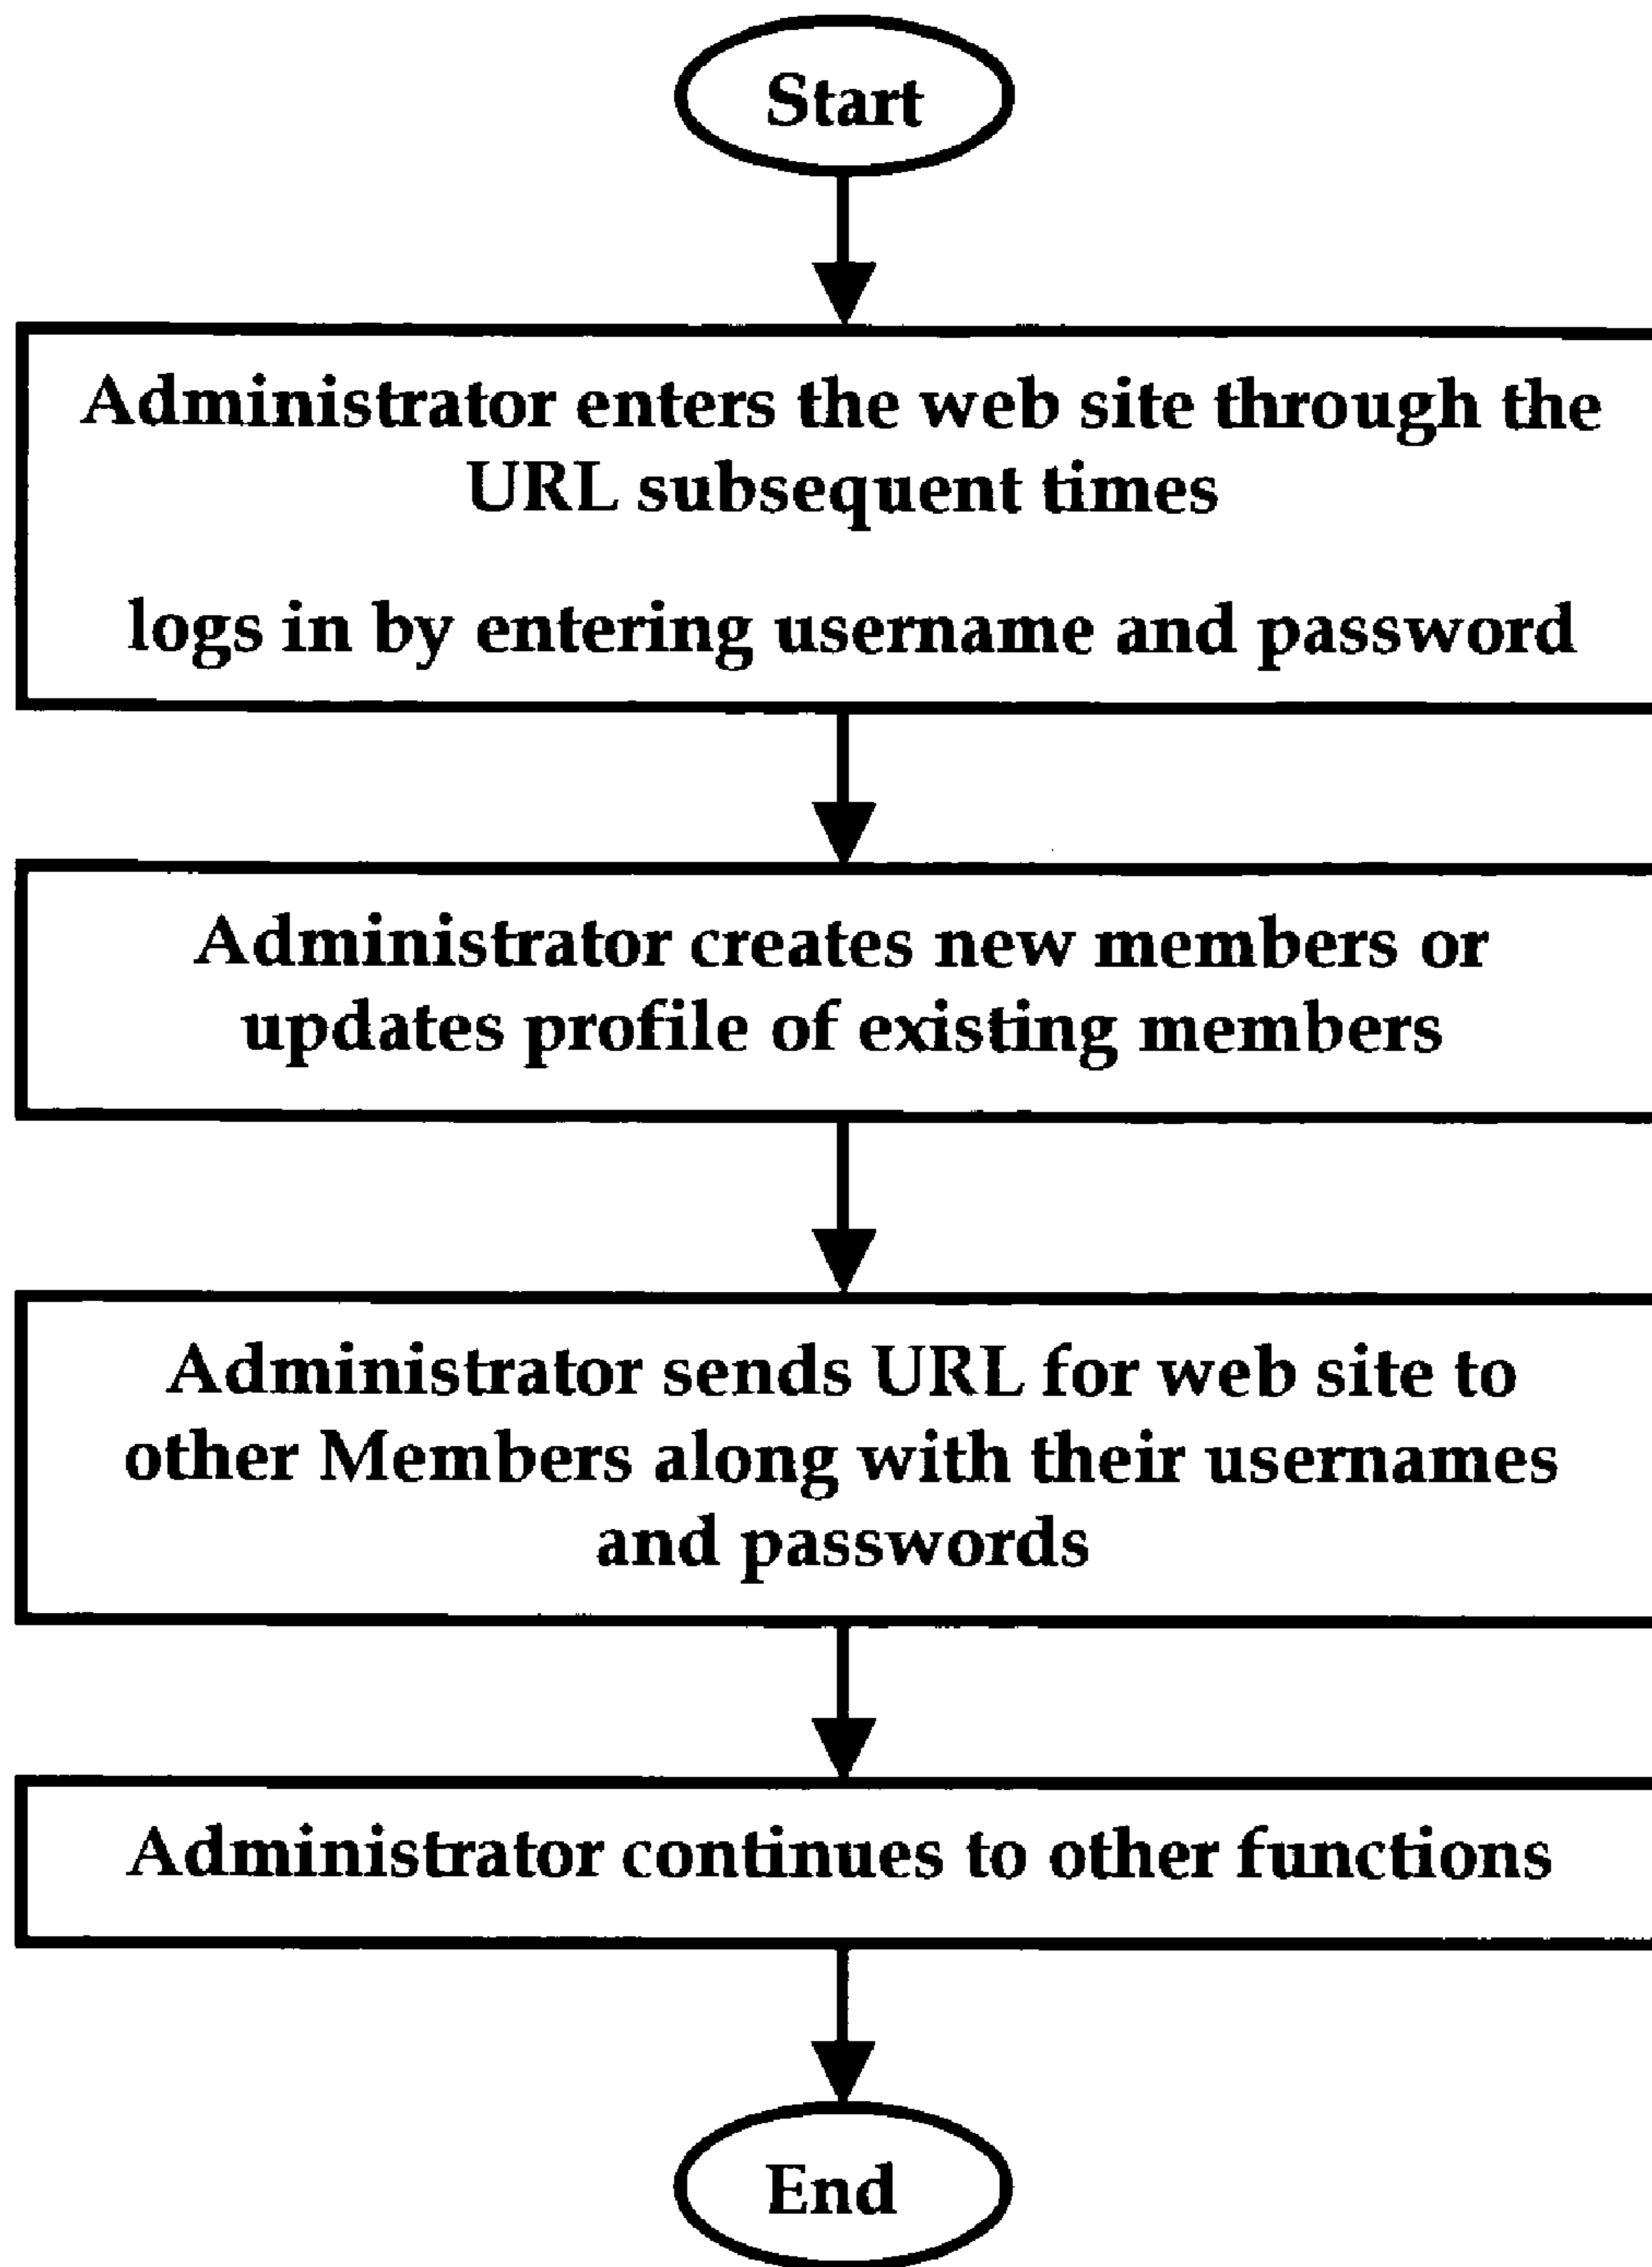 Start
Administrator enters the web site through the
URL subsequent times
logs in by entering username and password
Administrator creates new members or
updates profile of existing members
Administrator sends URL for web site to
other Members along with their usernames
and passwords
Administrator continues to other functions
End